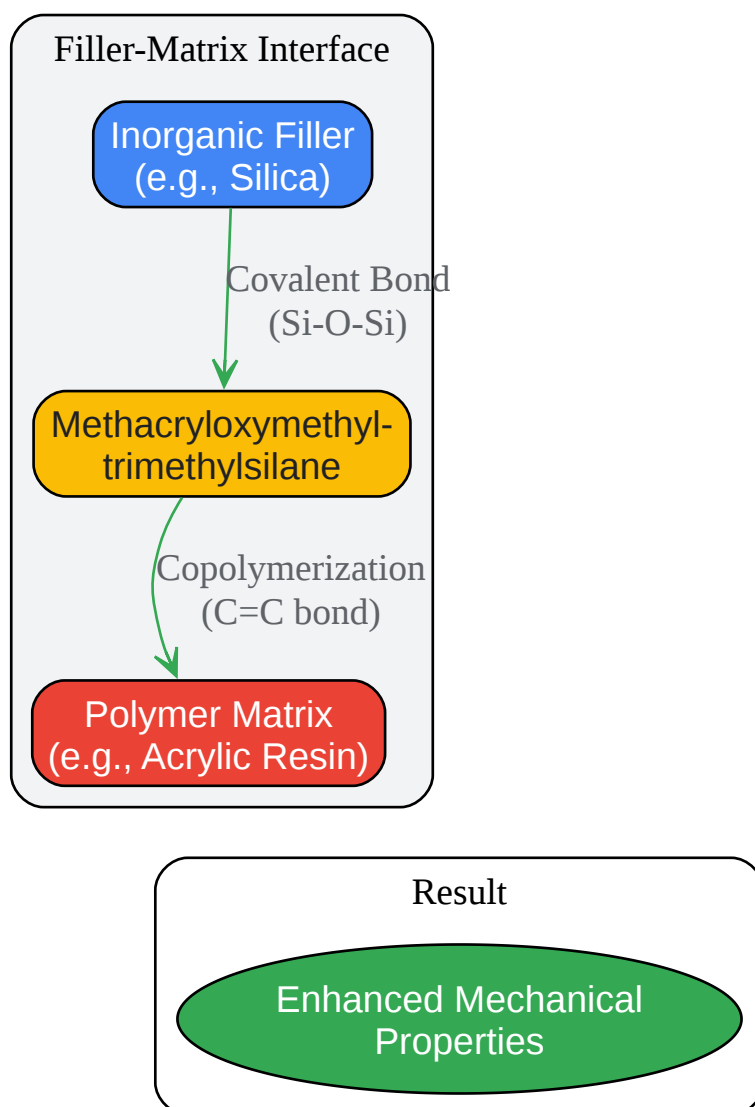 Filler-Matrix Interface
Inorganic Filler
(e.g., Silica)
Covalent Bond
(Si-O-Si)
Methacryloxymethyl-
trimethylsilane
Copolymerization
(C=C bond)
Polymer Matrix
(e.g., Acrylic Resin)
Result
Enhanced Mechanical
Properties